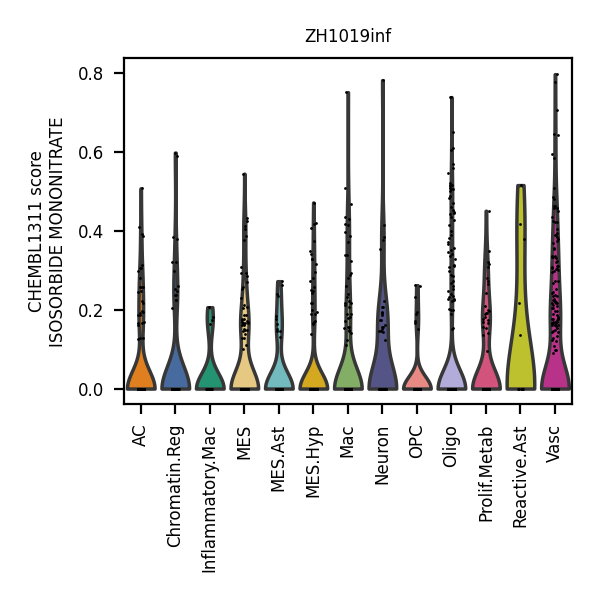 ZH1019inf
CHEMBL1311 score
ISOSORBIDE MONONITRATE
0.8
0.6
0.4
0.2
0.0
AC
Chromatin.Reg
Inflammatory.Mac
MES
MES.Ast
MES.Hyp
Mac
Neuron
OPC
Oligo
Prolif.Metab
Reactive.Ast
Vasc